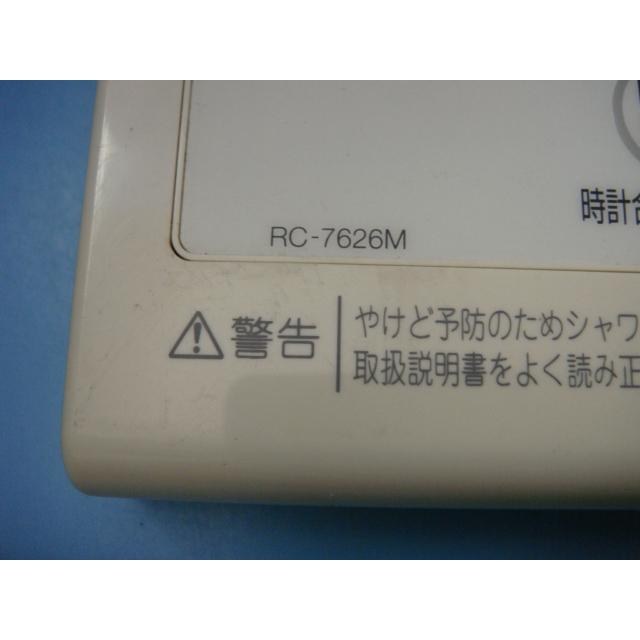 時計合
RC-7626M
⚠警告
やけど予防のためシャワ
取扱説明書をよく読み正